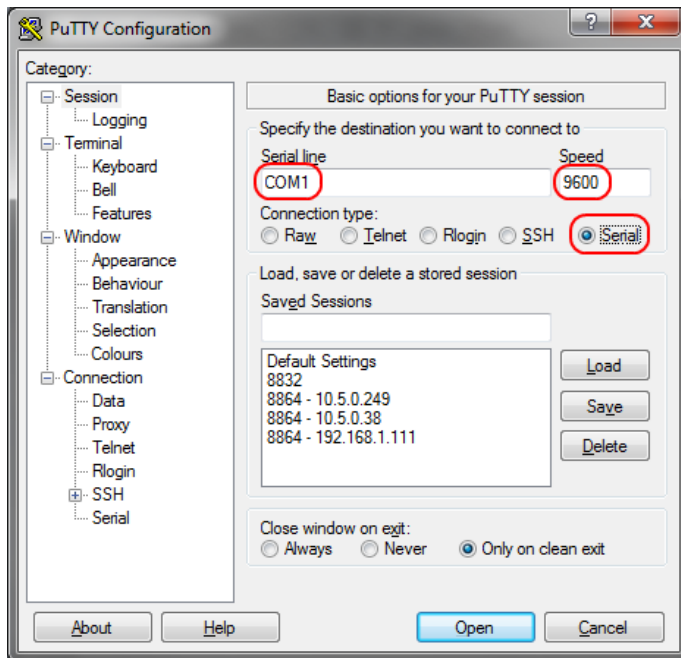 PuTTY Configuration
Category:
Session
Logging
Terminal
Keyboard
Bell
Features
Window
Appearance
Behaviour
Translation
Selection
Colours
Connection
Data
Proxy
Telnet
Rlogin
SSH
Serial
Basic options for your PuTTY session
Specify the destination you want to connect to
Serial line Speed
COM1 9600
Connection type:
Raw Telnet Rlogin SSH Serial
Load, save or delete a stored session
Saved Sessions
Default Settings
8832
8864 - 10.5.0.249
8864 - 10.5.0.38
8864 - 192.168.1.111
Load
Save
Delete
Close window on exit:
Always Never Only on clean exit
About Help Open Cancel